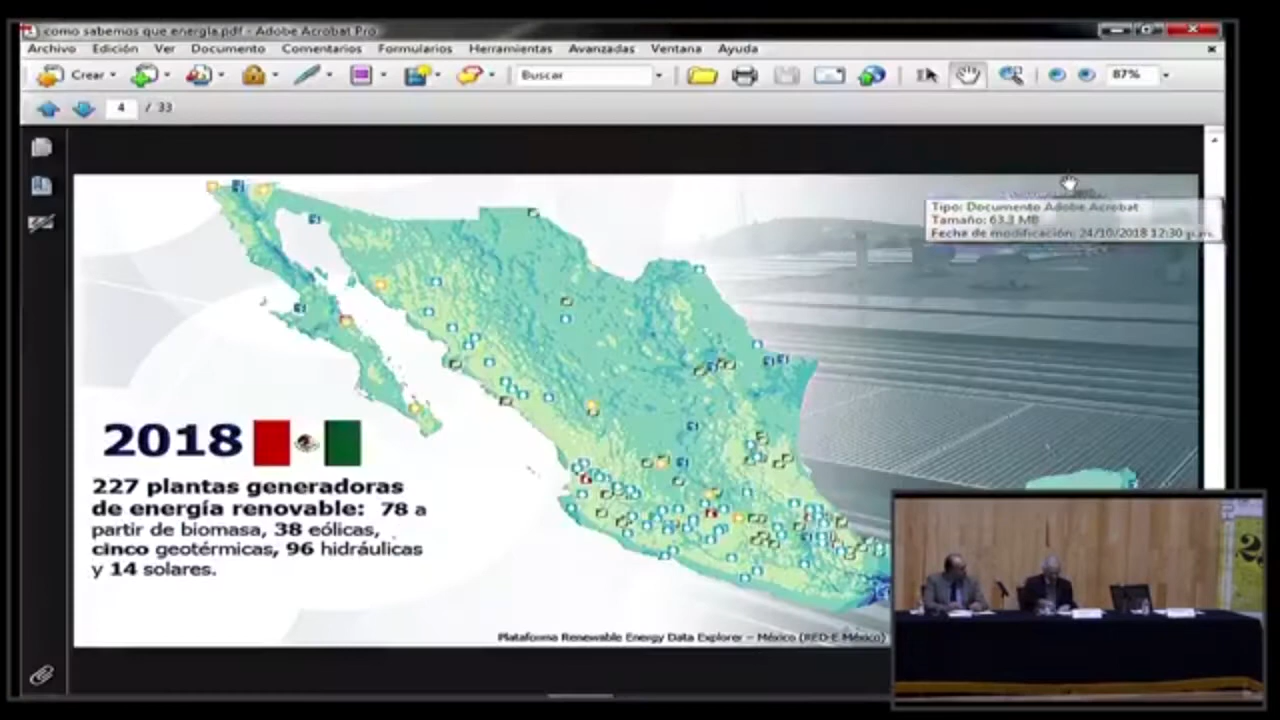 como sabemos que energía.pdf - Adobe Acrobat Pro
Archivo Edición Ver Documento Comentarios Formularios Herramientas Avanzadas Ventana Ayuda
Crear Buscar 87%
4 / 33
Tipo: Documento Adobe Acrobat
Tamaño: 63.3 MB
Fecha de modificación: 24/10/2018 12:30 p.m.
2018
227 plantas generadoras
de energía renovable: 78 a
partir de biomasa, 38 eólicas,
cinco geotérmicas, 96 hidráulicas
y 14 solares.
Plataforma Renewable Energy Data Explorer – México (RED-E México)